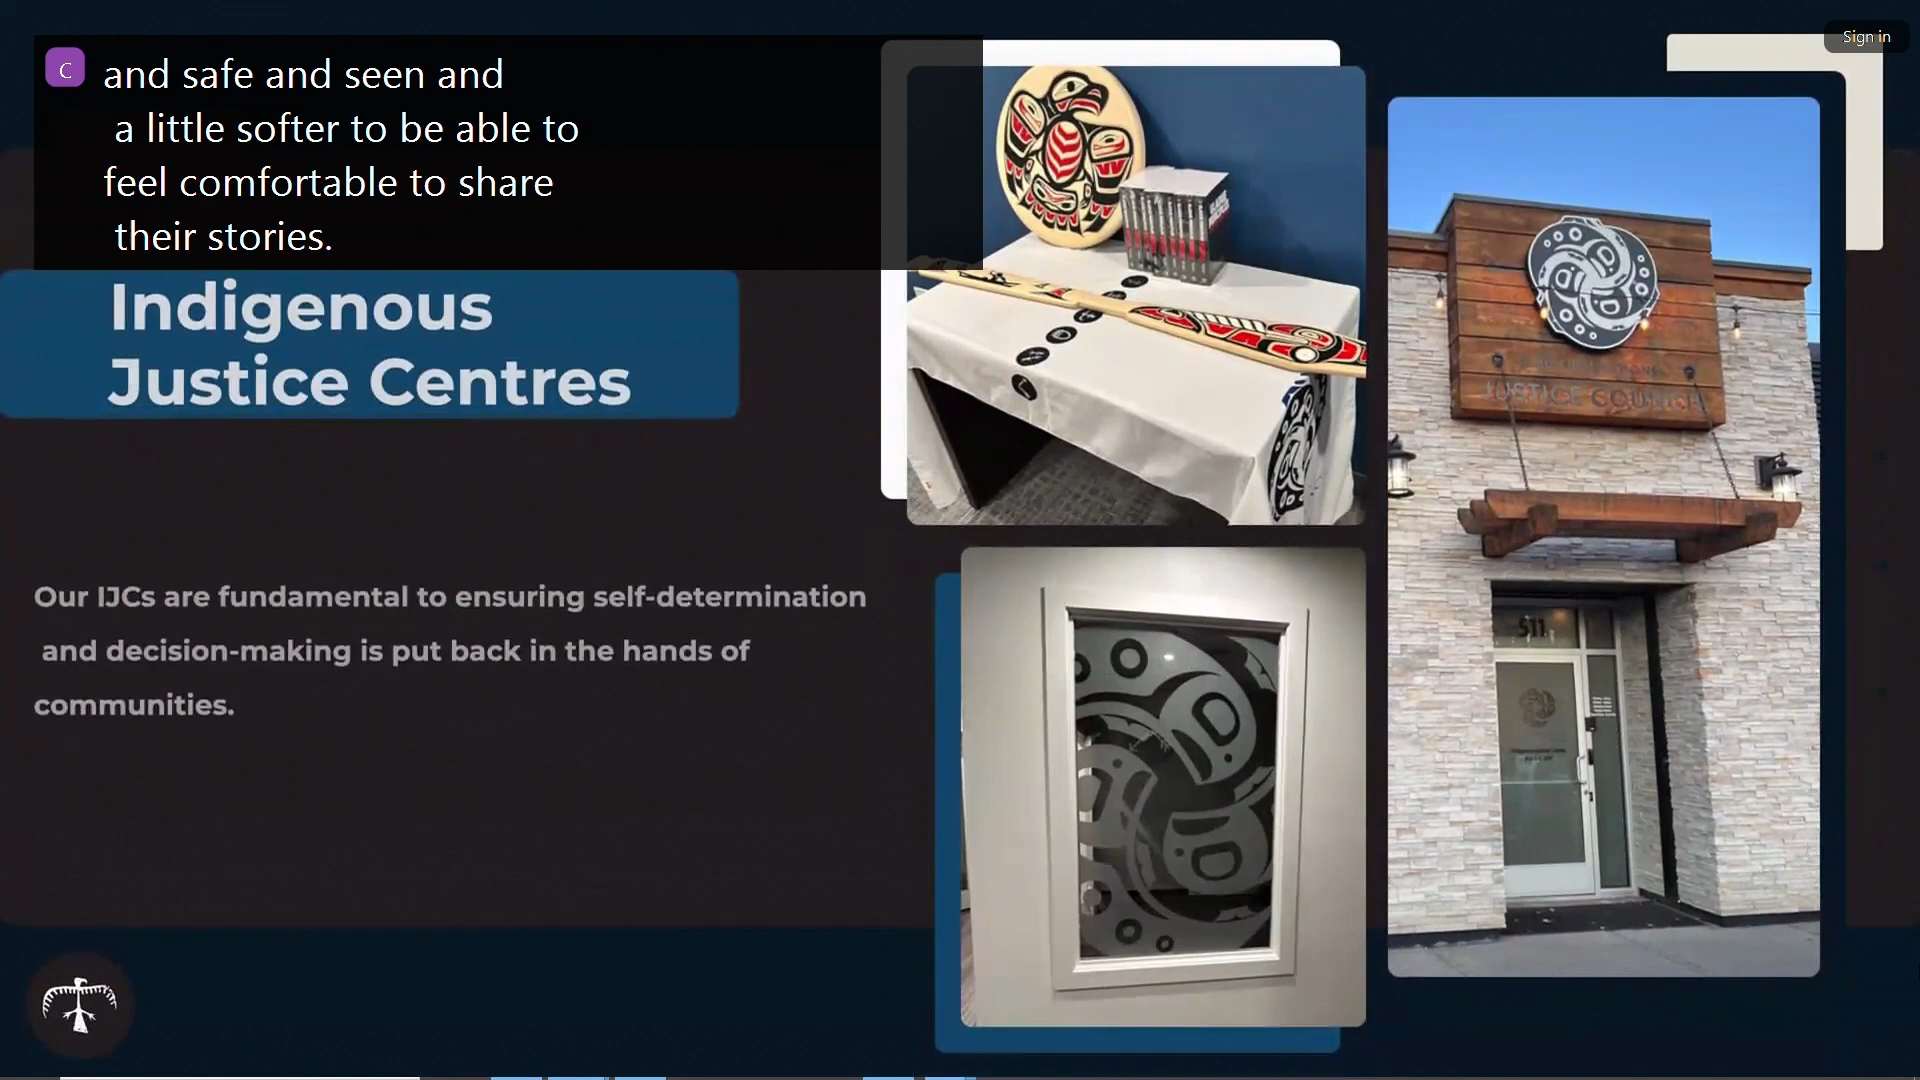 Sign in
C
and safe and seen and
a little softer to be able to
feel comfortable to share
their stories.
Indigenous
Justice Centres
Our IJCs are fundamental to ensuring self-determination
and decision-making is put back in the hands of
communities.
JUSTICE COUNCIL
511